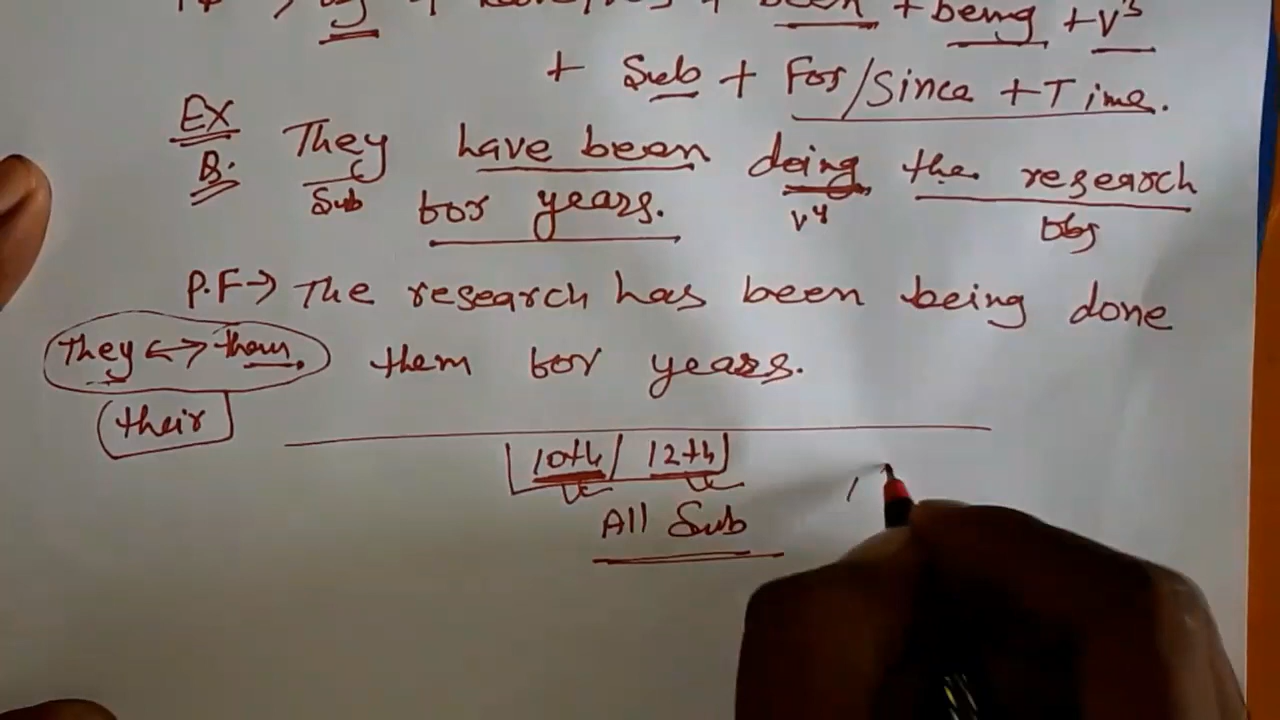 + been + being + V³
+ Sub + For/Since + Time.
EX
B. They have been doing the research
Sub V4 Obj
for years.
P.F → The research has been being done
They ↔ them them for years.
their
10th / 12th
All Sub